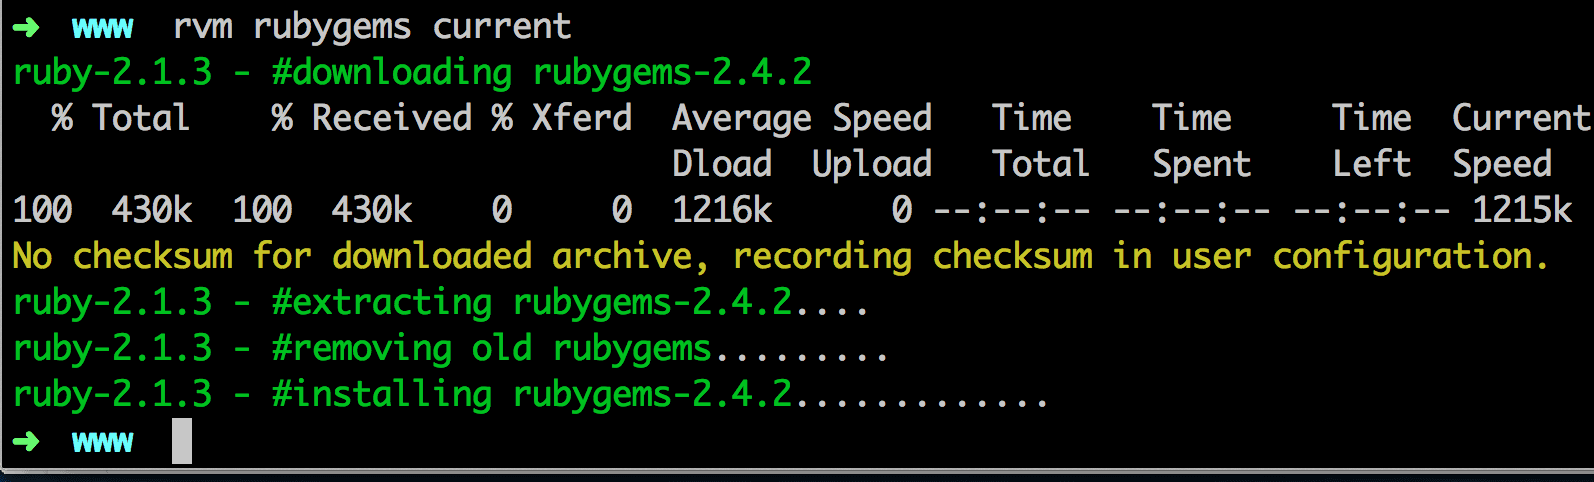 ➜  www  rvm rubygems current
ruby-2.1.3 - #downloading rubygems-2.4.2
  % Total    % Received % Xferd  Average Speed   Time    Time     Time  Current
                                 Dload  Upload   Total   Spent    Left  Speed
100  430k  100  430k    0     0  1216k      0 --:--:-- --:--:-- --:--:-- 1215k
No checksum for downloaded archive, recording checksum in user configuration.
ruby-2.1.3 - #extracting rubygems-2.4.2....
ruby-2.1.3 - #removing old rubygems.........
ruby-2.1.3 - #installing rubygems-2.4.2.............
➜  www